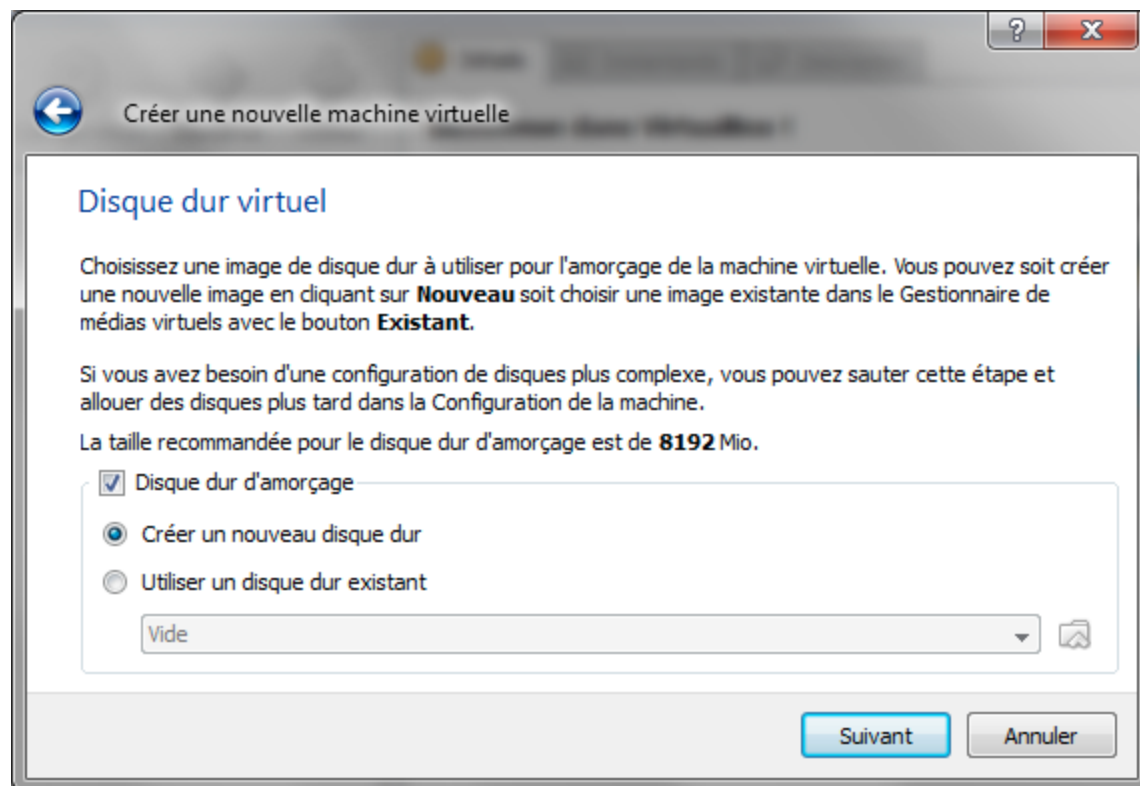 Créer une nouvelle machine virtuelle
Disque dur virtuel
Choisissez une image de disque dur à utiliser pour l'amorçage de la machine virtuelle. Vous pouvez soit créer
une nouvelle image en cliquant sur Nouveau soit choisir une image existante dans le Gestionnaire de
médias virtuels avec le bouton Existant.
Si vous avez besoin d'une configuration de disques plus complexe, vous pouvez sauter cette étape et
allouer des disques plus tard dans la Configuration de la machine.
La taille recommandée pour le disque dur d'amorçage est de 8192 Mio.
Disque dur d'amorçage
Créer un nouveau disque dur
Utiliser un disque dur existant
Vide
Suivant Annuler